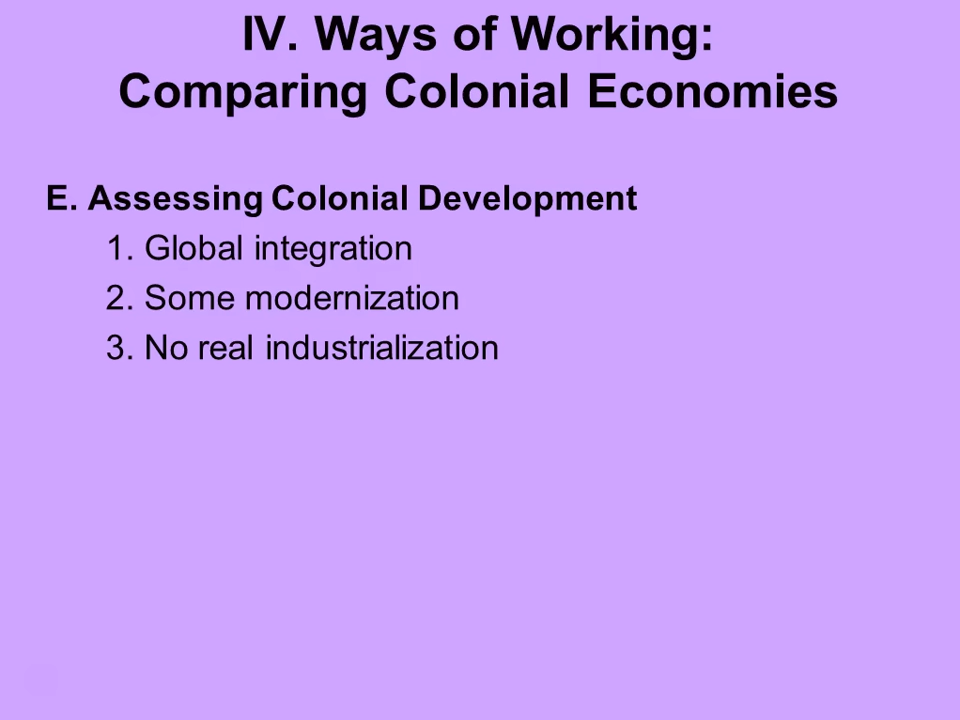 IV. Ways of Working:
Comparing Colonial Economies
E. Assessing Colonial Development
1. Global integration
2. Some modernization
3. No real industrialization